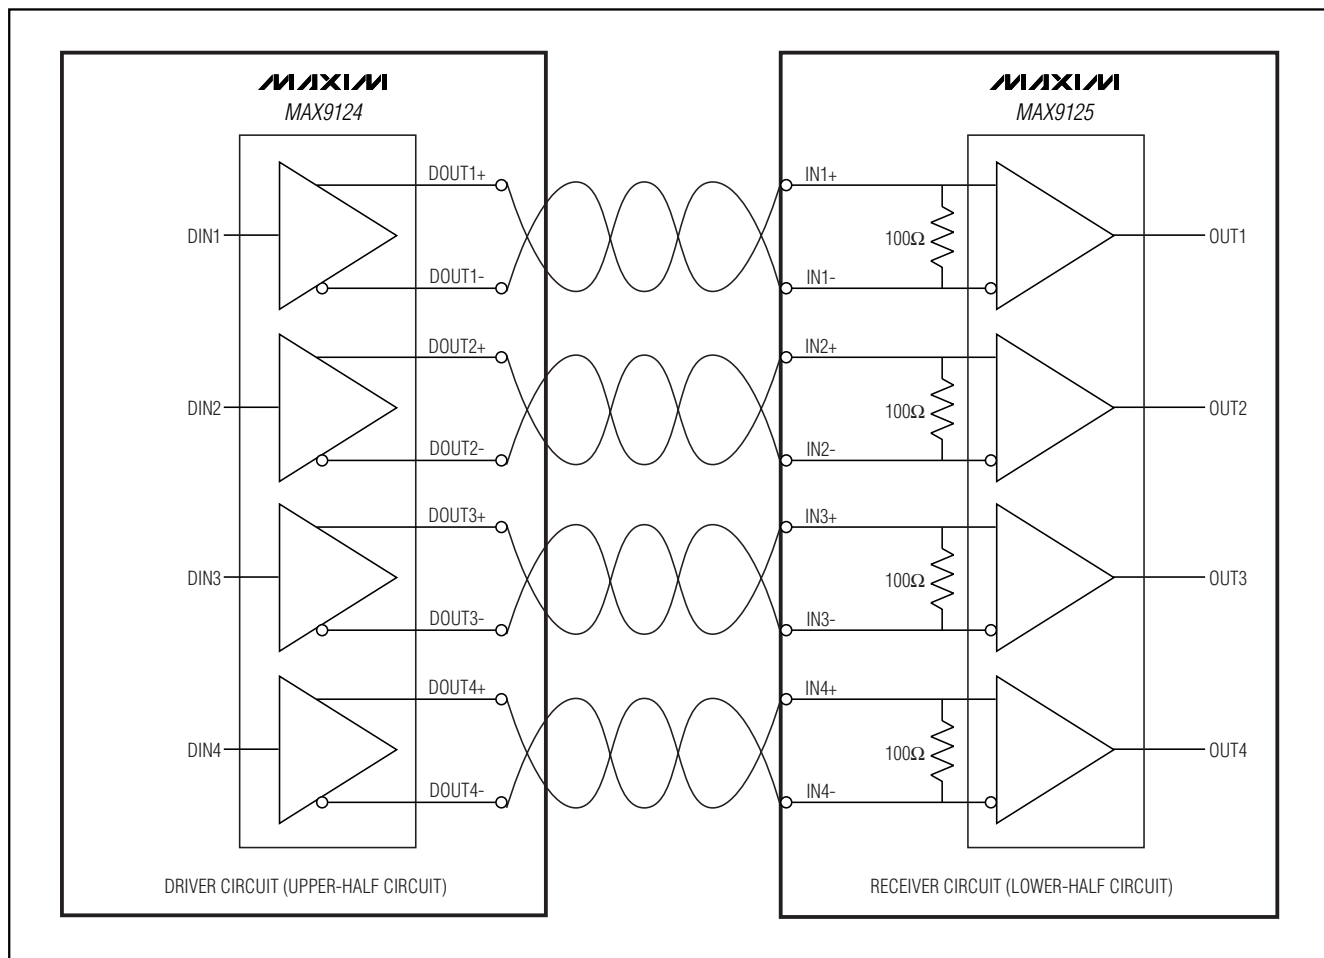 MAXIM
MAX9124
DOUT1+
DIN1
DOUT1-
DOUT2+
DIN2
DOUT2-
DOUT3+
DIN3
DOUT3-
DOUT4+
DIN4
DOUT4-
DRIVER CIRCUIT (UPPER-HALF CIRCUIT)
MAXIM
MAX9125
IN1+
100Ω
OUT1
IN1-
IN2+
100Ω
OUT2
IN2-
IN3+
100Ω
OUT3
IN3-
IN4+
100Ω
OUT4
IN4-
RECEIVER CIRCUIT (LOWER-HALF CIRCUIT)